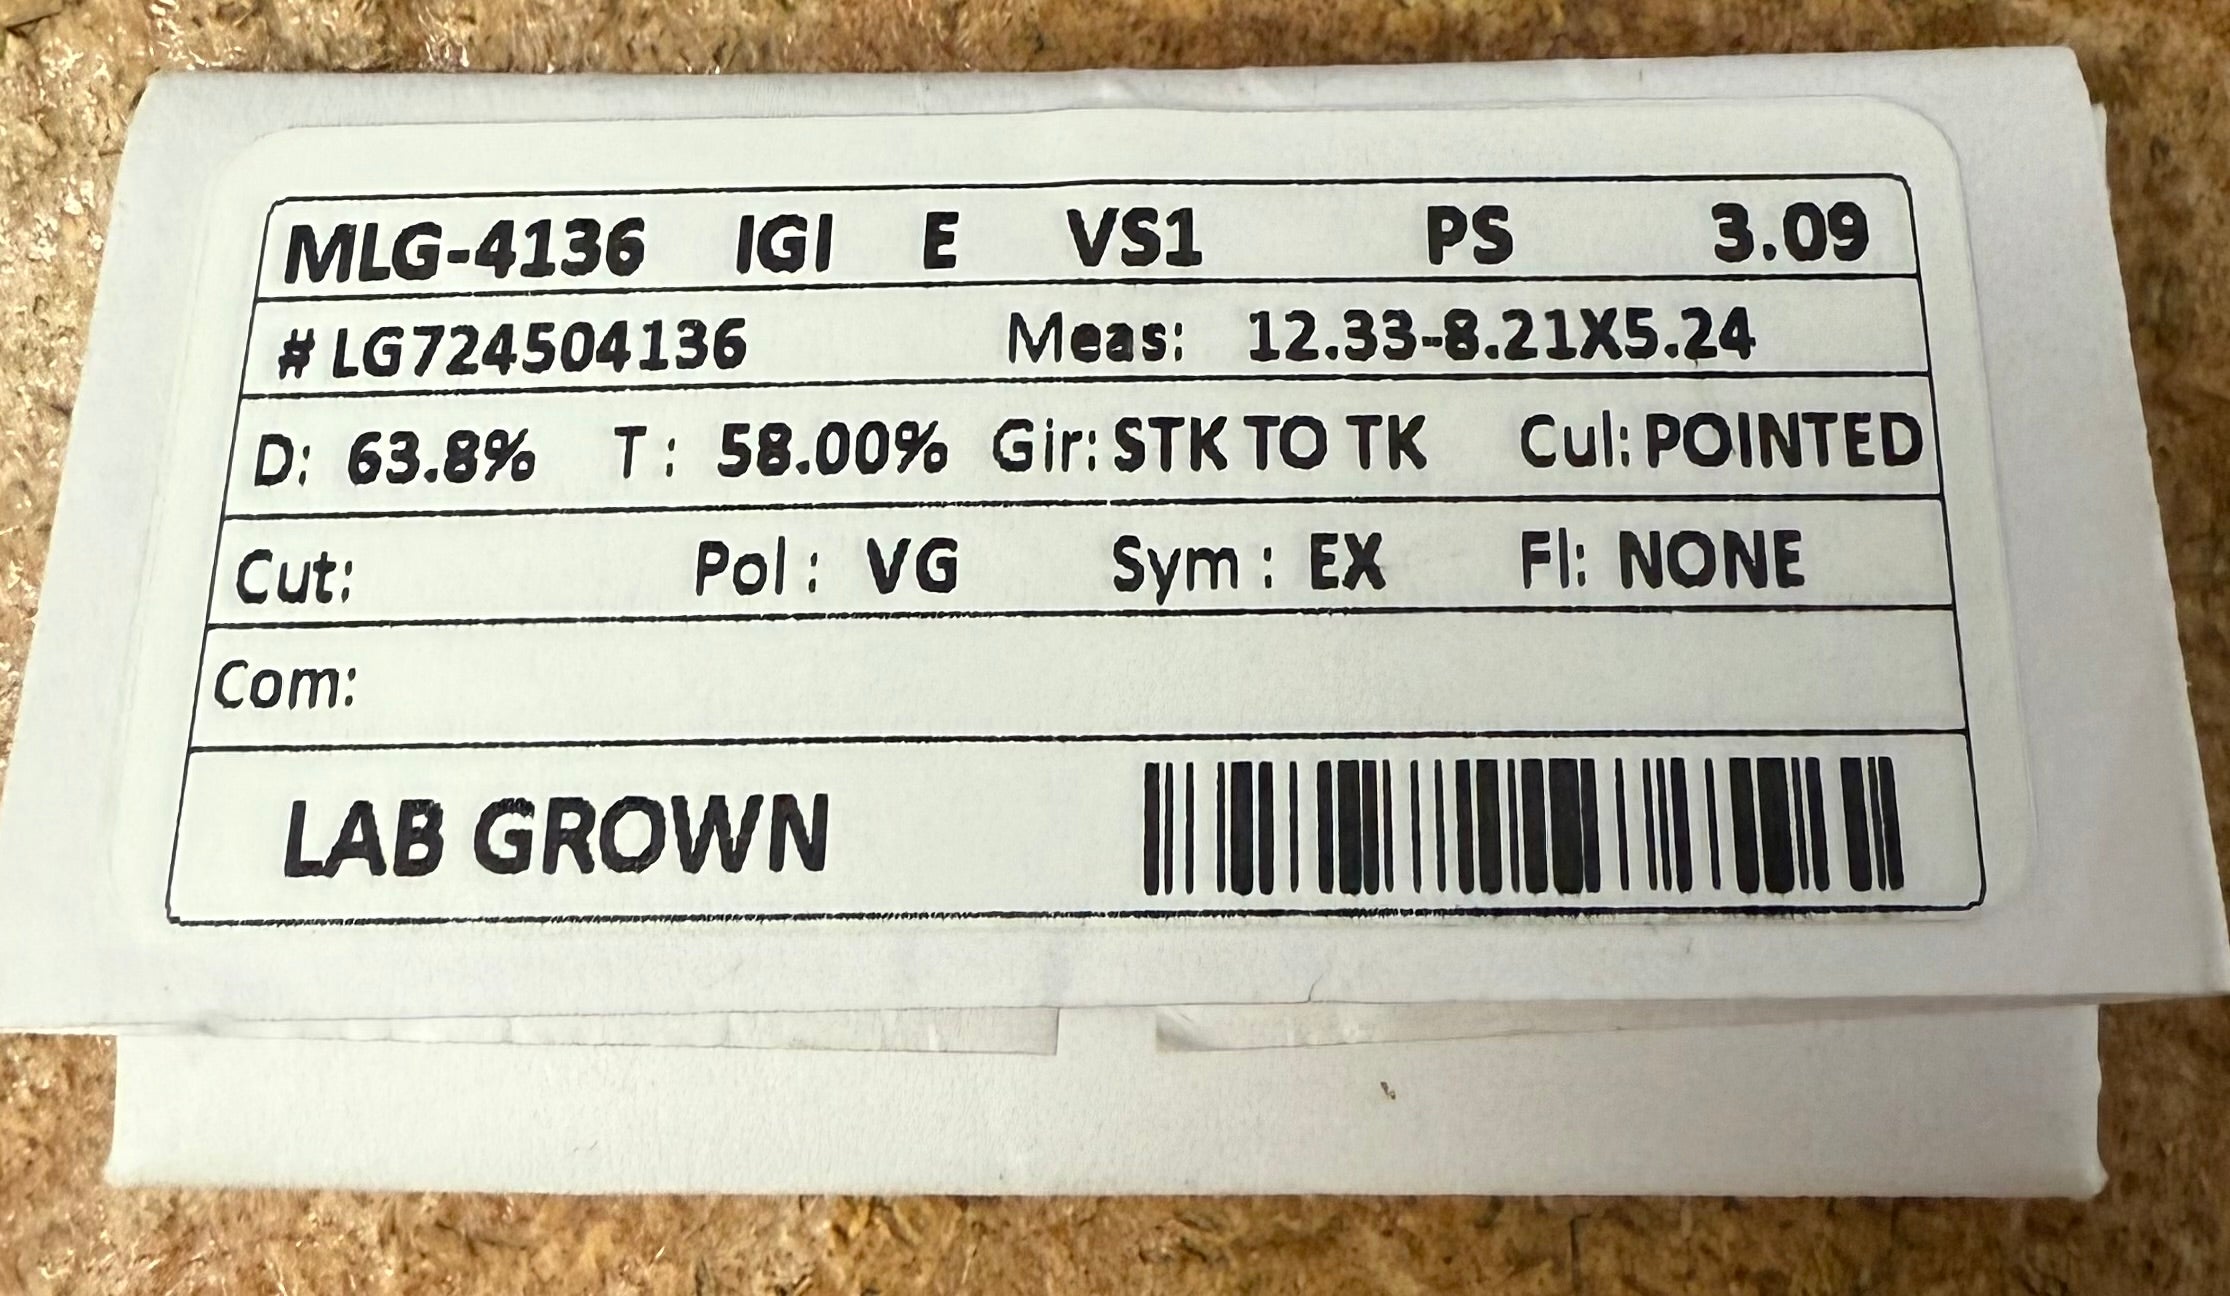 MLG-4136 IGI E VS1 PS 3.09
# LG724504136 Meas: 12.33-8.21X5.24
D: 63.8% T : 58.00% Gir: STK TO TK Cul: POINTED
Cut: Pol : VG Sym : EX Fl: NONE
Com:
LAB GROWN